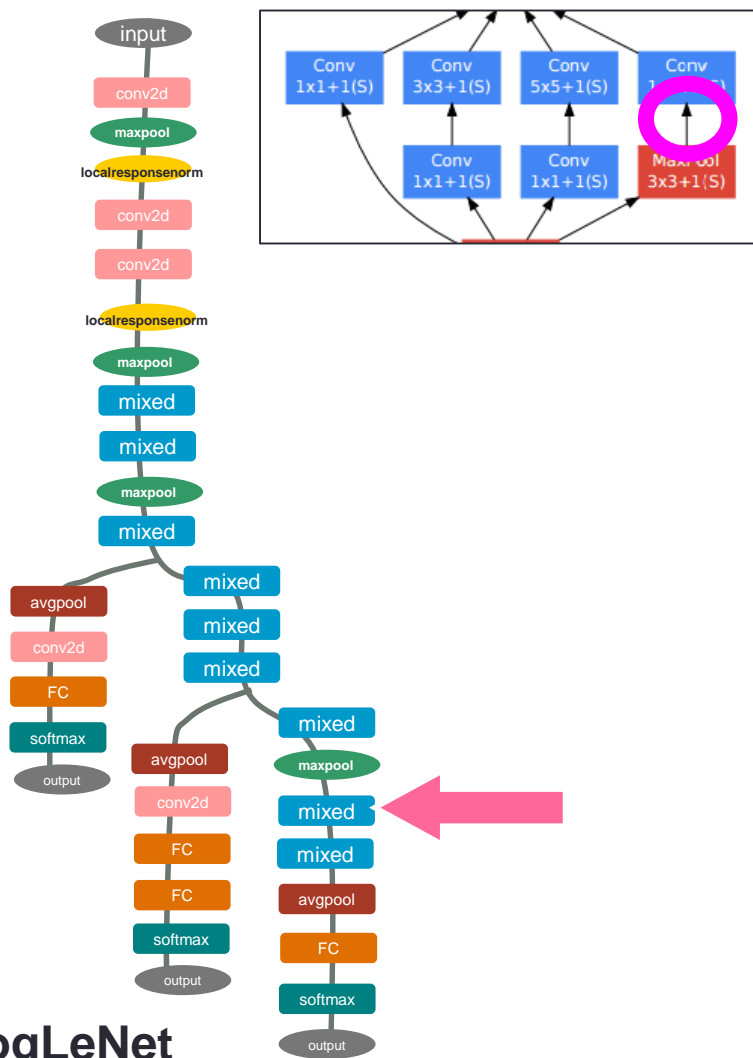 input
conv2d
maxpool
localresponsenorm
conv2d
conv2d
localresponsenorm
maxpool
mixed
mixed
maxpool
mixed
avgpool
conv2d
FC
softmax
output
mixed
mixed
mixed
avgpool
conv2d
FC
FC
softmax
output
mixed
maxpool
mixed
mixed
avgpool
FC
softmax
output
Conv
1x1+1(S)
Conv
3x3+1(S)
Conv
5x5+1(S)
Conv
Conv
1x1+1(S)
Conv
1x1+1(S)
MaxPool
3x3+1(S)